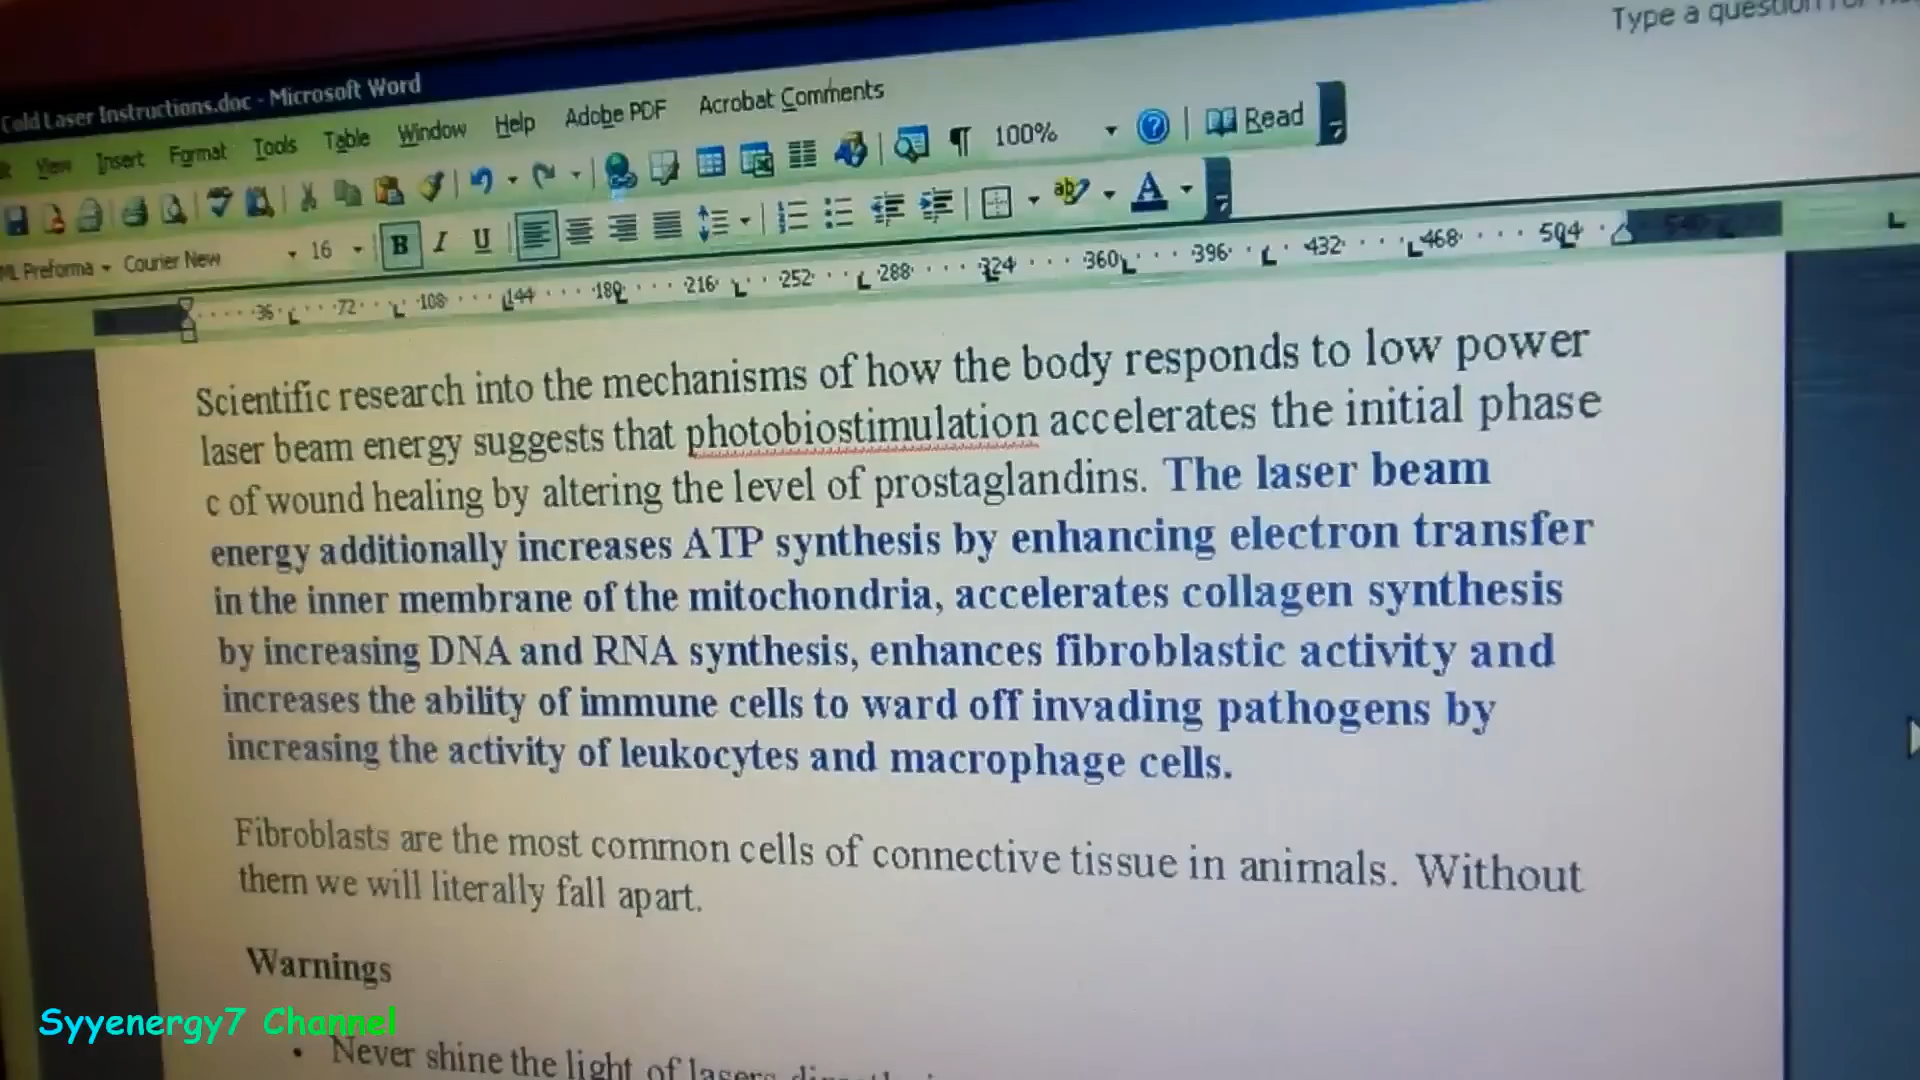 Type a question
Cold Laser Instructions.doc - Microsoft Word
View Insert Format Tools Table Window Help Adobe PDF Acrobat Comments
100% Read
ML Preforma Courier New 16 B I U
36 72 108 144 180 216 252 288 324 360 396 432 468 504
Scientific research into the mechanisms of how the body responds to low power
laser beam energy suggests that photobiostimulation accelerates the initial phase
c of wound healing by altering the level of prostaglandins. The laser beam
energy additionally increases ATP synthesis by enhancing electron transfer
in the inner membrane of the mitochondria, accelerates collagen synthesis
by increasing DNA and RNA synthesis, enhances fibroblastic activity and
increases the ability of immune cells to ward off invading pathogens by
increasing the activity of leukocytes and macrophage cells.
Fibroblasts are the most common cells of connective tissue in animals. Without
them we will literally fall apart.
Warnings
Syyenergy7 Channel
• Never shine the light of lasers